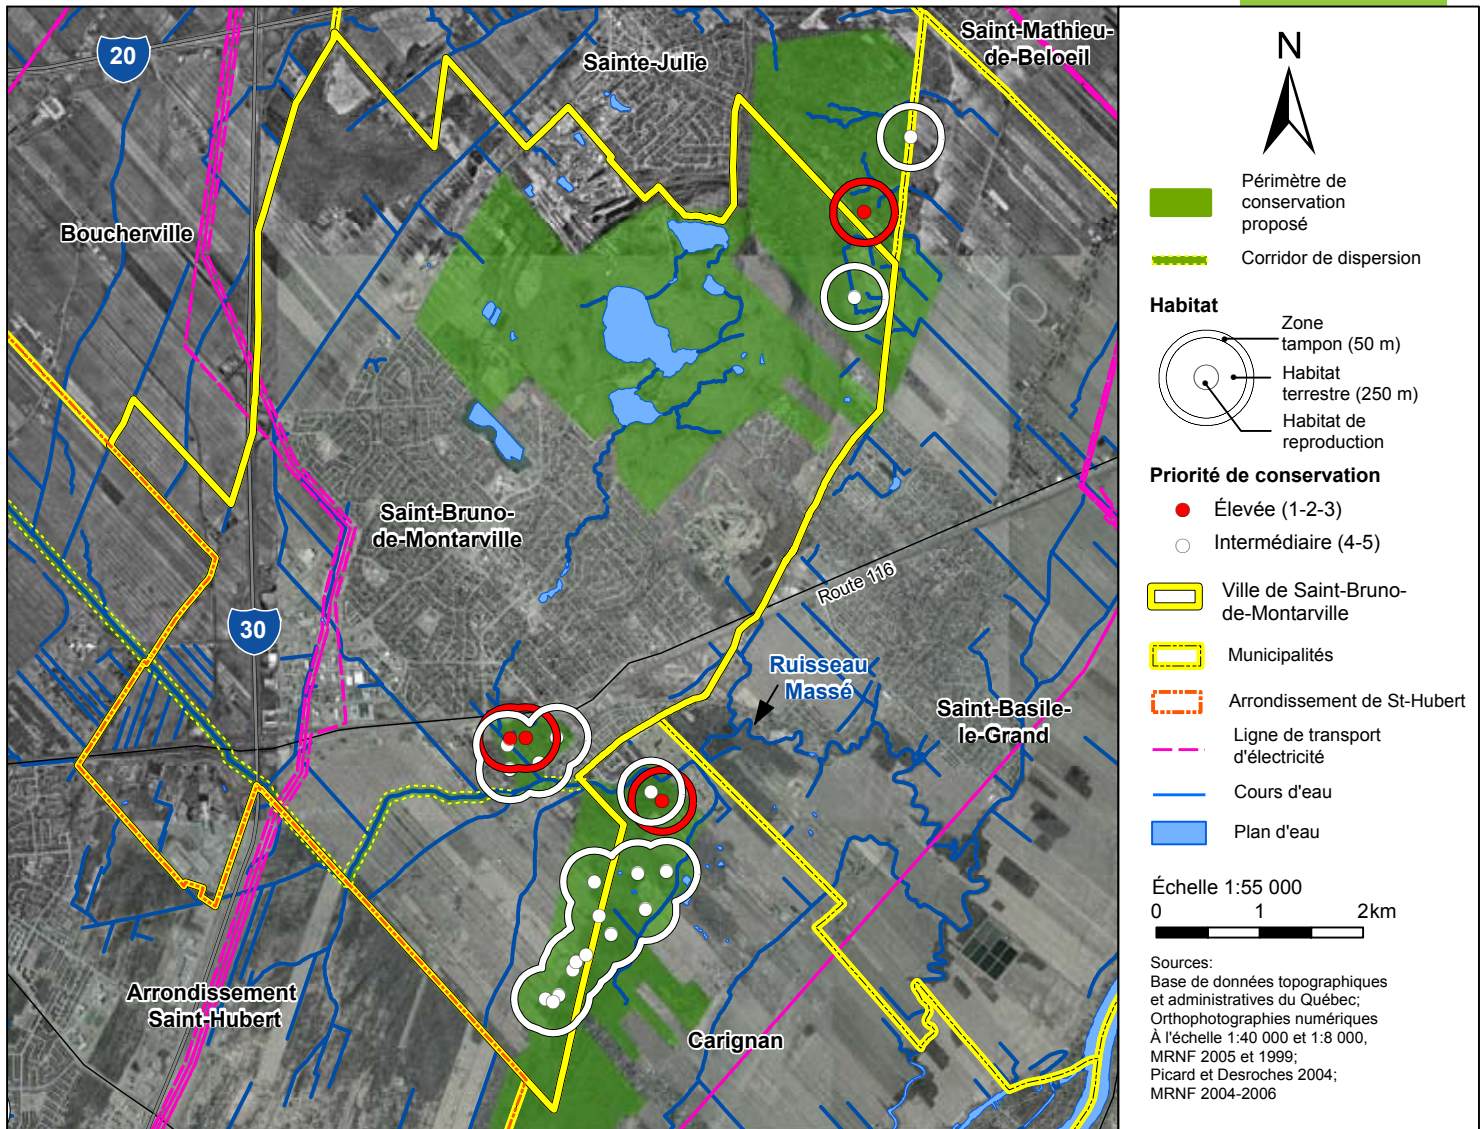 20
Sainte-Julie
Saint-Mathieu-
de-Beloeil
Boucherville
Saint-Bruno-
de-Montarville
Route 116
30
Ruisseau
Massé
Saint-Basile-
le-Grand
Arrondissement
Saint-Hubert
Carignan
N
Périmètre de
conservation
proposé
Corridor de dispersion
Habitat
Zone
tampon (50 m)
Habitat
terrestre (250 m)
Habitat de
reproduction
Priorité de conservation
Élevée (1-2-3)
Intermédiaire (4-5)
Ville de Saint-Bruno-
de-Montarville
Municipalités
Arrondissement de St-Hubert
Ligne de transport
d'électricité
Cours d'eau
Plan d'eau
Échelle 1:55 000
0 1 2km
Sources:
Base de données topographiques
et administratives du Québec;
Orthophotographies numériques
À l'échelle 1:40 000 et 1:8 000,
MRNF 2005 et 1999;
Picard et Desroches 2004;
MRNF 2004-2006